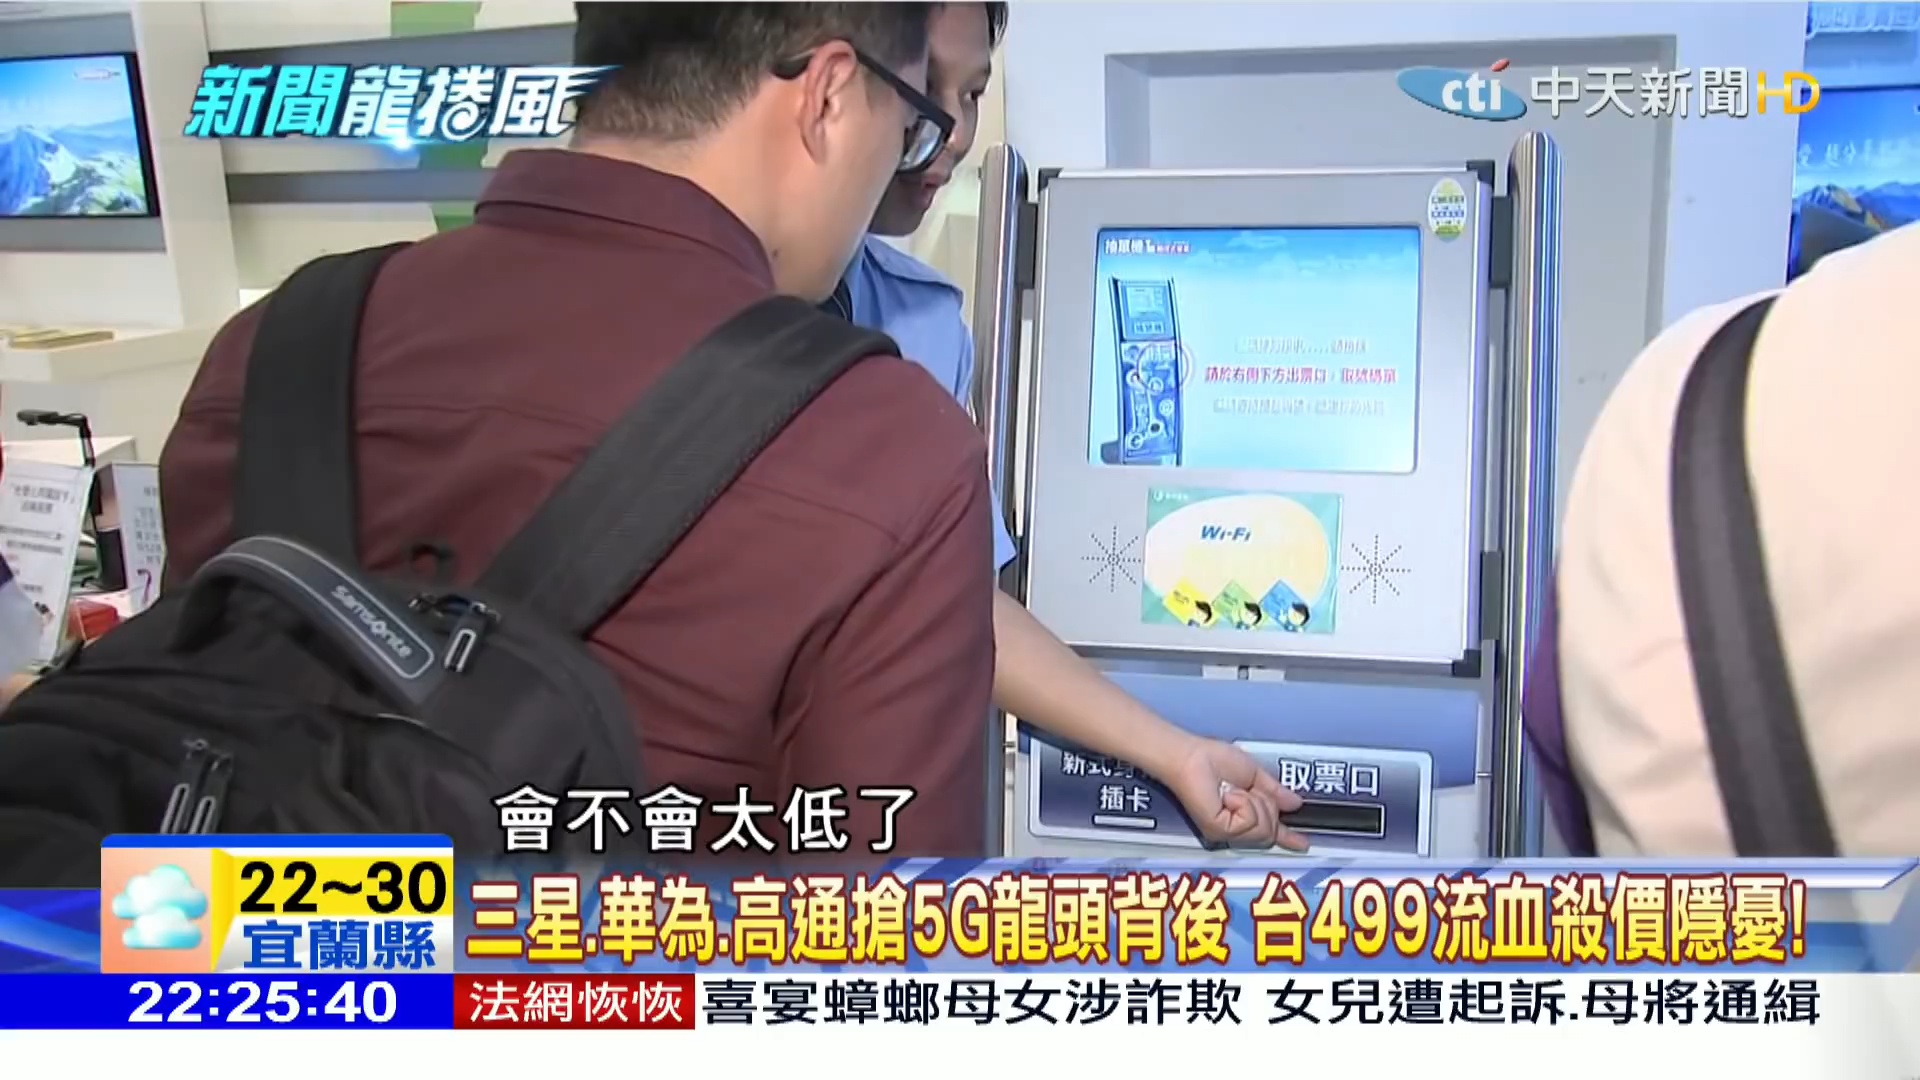 新聞龍捲風
cti 中天新聞HD
請於右側下方出票口，取號碼單
Wi-Fi
samsonite
取票口
插卡
會不會太低了
22~30
宜蘭縣
三星.華為.高通搶5G龍頭背後 台499流血殺價隱憂!
22:25:40
法網恢恢
喜宴蟑螂母女涉詐欺 女兒遭起訴.母將通緝